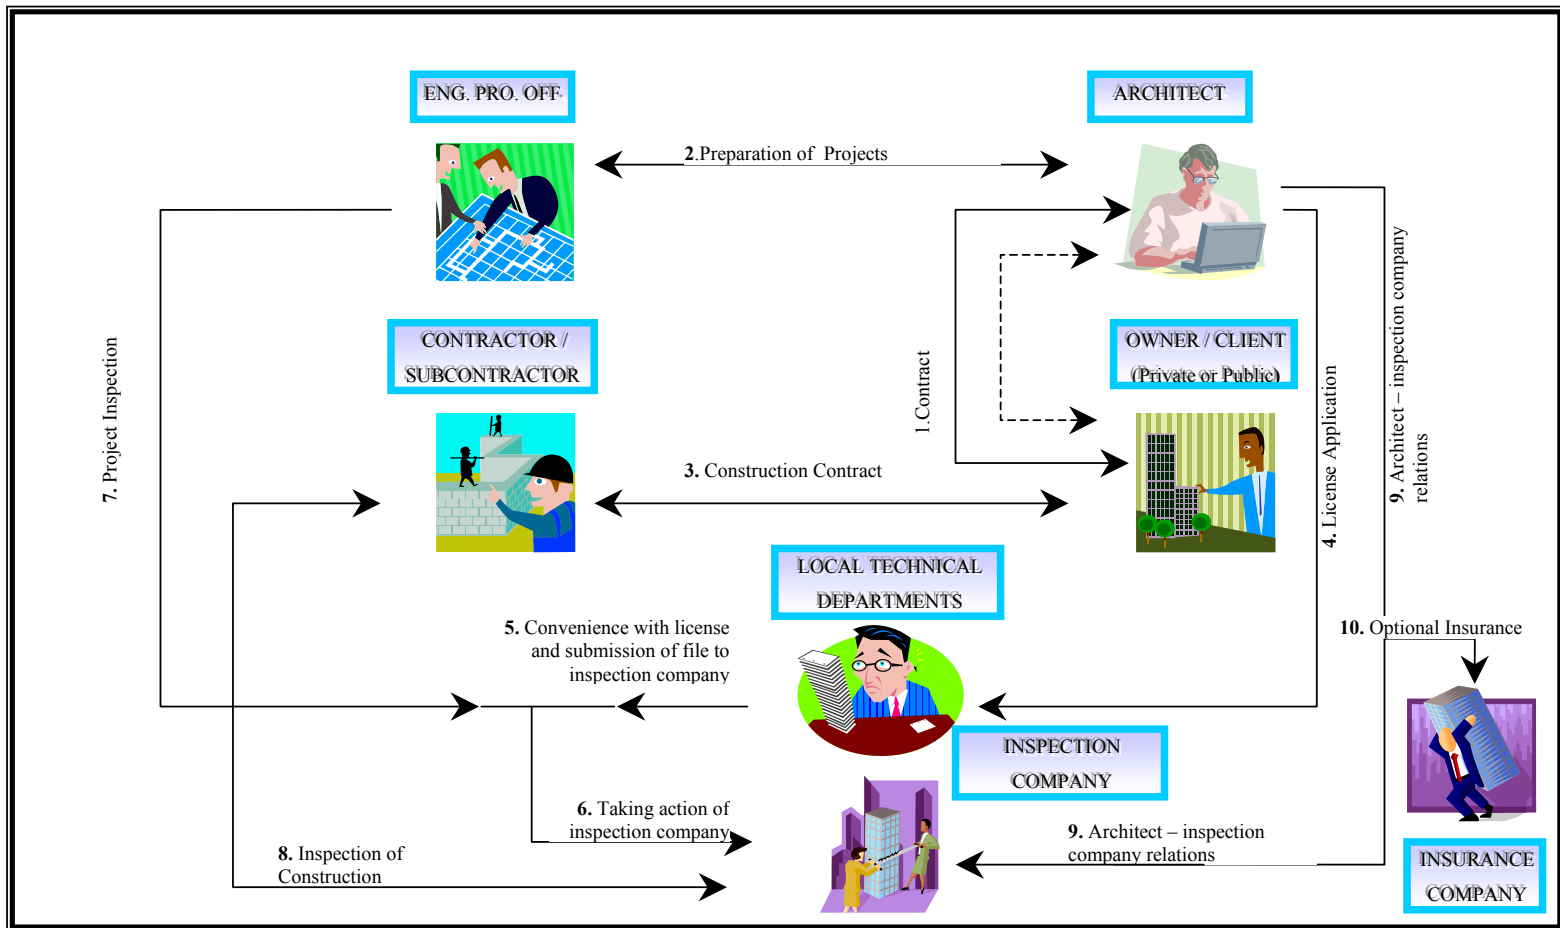 ENG. PRO. OFF.
ARCHITECT
2.Preparation of Projects
CONTRACTOR /
SUBCONTRACTOR
OWNER / CLIENT
(Private or Public)
7. Project Inspection
1.Contract
3. Construction Contract
4. License Application
9. Architect – inspection company
relations
LOCAL TECHNICAL
DEPARTMENTS
5. Convenience with license
and submission of file to
inspection company
10. Optional Insurance
INSPECTION
COMPANY
6. Taking action of
inspection company
8. Inspection of
Construction
9. Architect – inspection
company relations
INSURANCE
COMPANY